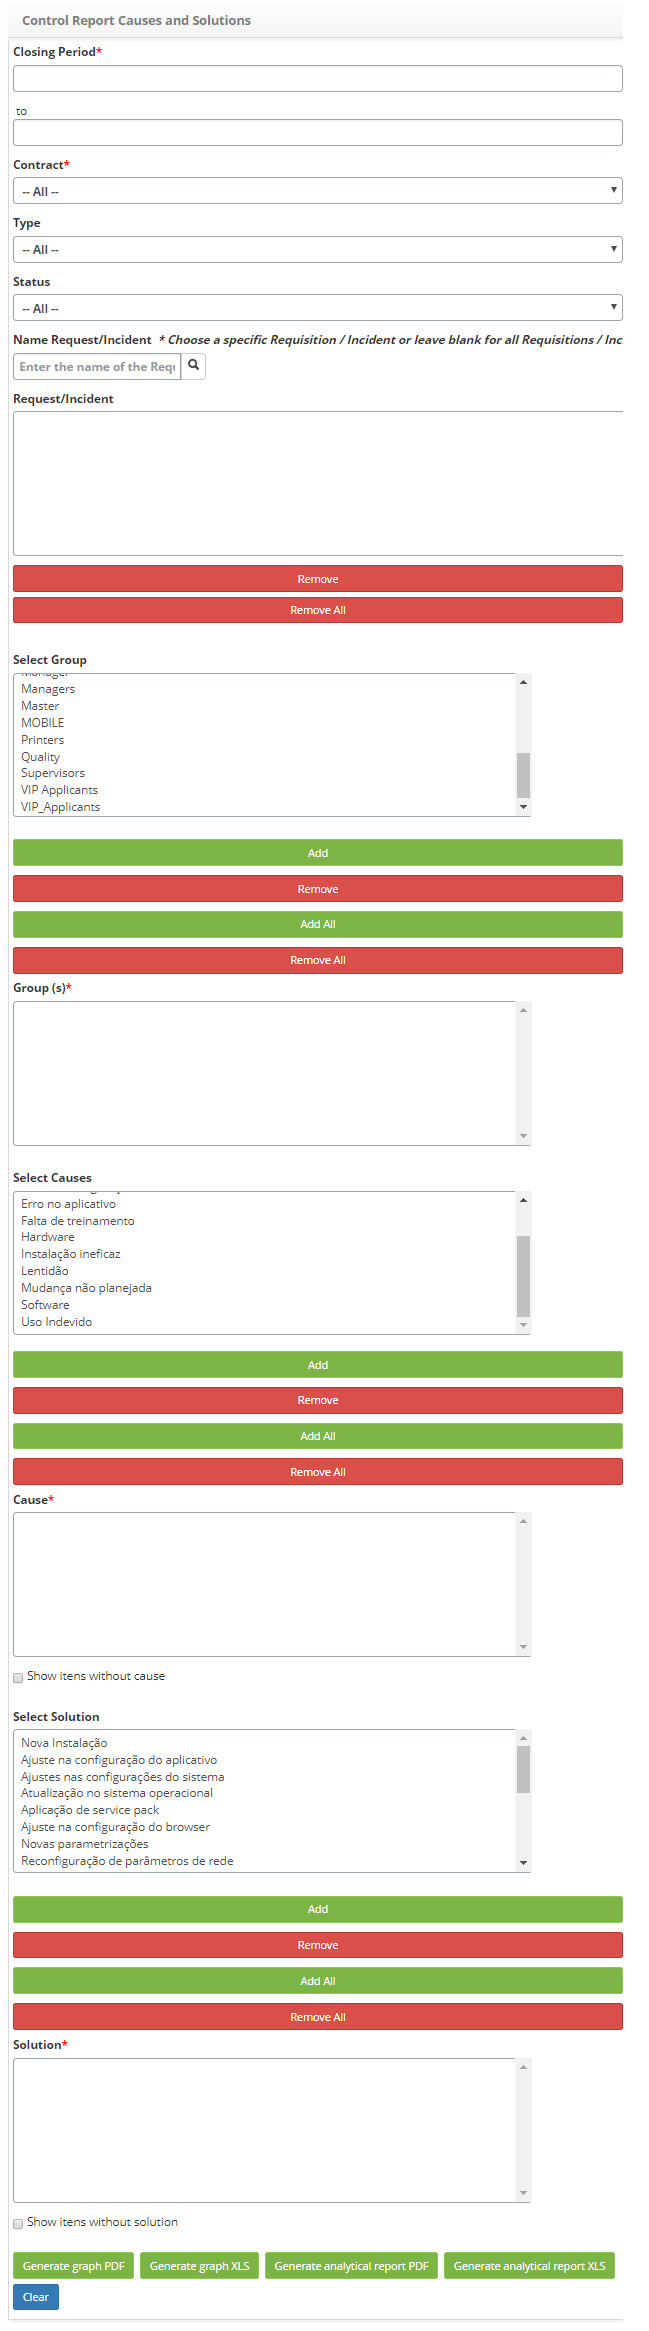 Control Report Causes and Solutions
Closing Period*
to
Contract*
-- All --
Type
-- All --
Status
-- All --
Name Request/Incident * Choose a specific Requisition / Incident or leave blank for all Requisitions / Inc
Enter the name of the Requ
Request/Incident
Remove
Remove All
Select Group
Manager
Managers
Master
MOBILE
Printers
Quality
Supervisors
VIP Applicants
VIP_Applicants
Add
Remove
Add All
Remove All
Group (s)*
Select Causes
Erro no aplicativo
Falta de treinamento
Hardware
Instalação ineficaz
Lentidão
Mudança não planejada
Software
Uso Indevido
Add
Remove
Add All
Remove All
Cause*
Show itens without cause
Select Solution
Nova Instalação
Ajuste na configuração do aplicativo
Ajustes nas configurações do sistema
Atualização no sistema operacional
Aplicação de service pack
Ajuste na configuração do browser
Novas parametrizações
Reconfiguração de parâmetros de rede
Add
Remove
Add All
Remove All
Solution*
Show itens without solution
Generate graph PDF Generate graph XLS Generate analytical report PDF Generate analytical report XLS
Clear